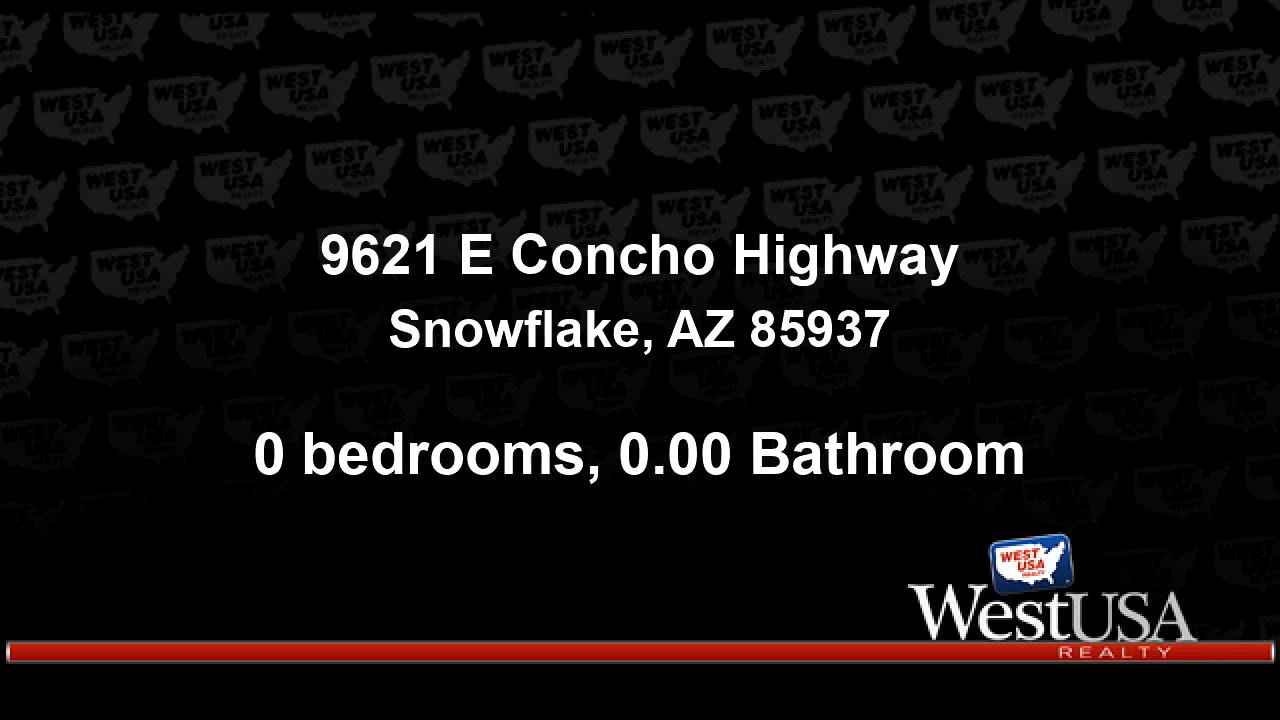 9621 E Concho Highway
Snowflake, AZ 85937
0 bedrooms, 0.00 Bathroom
WEST
USA
REALTY
WestUSA
REALTY